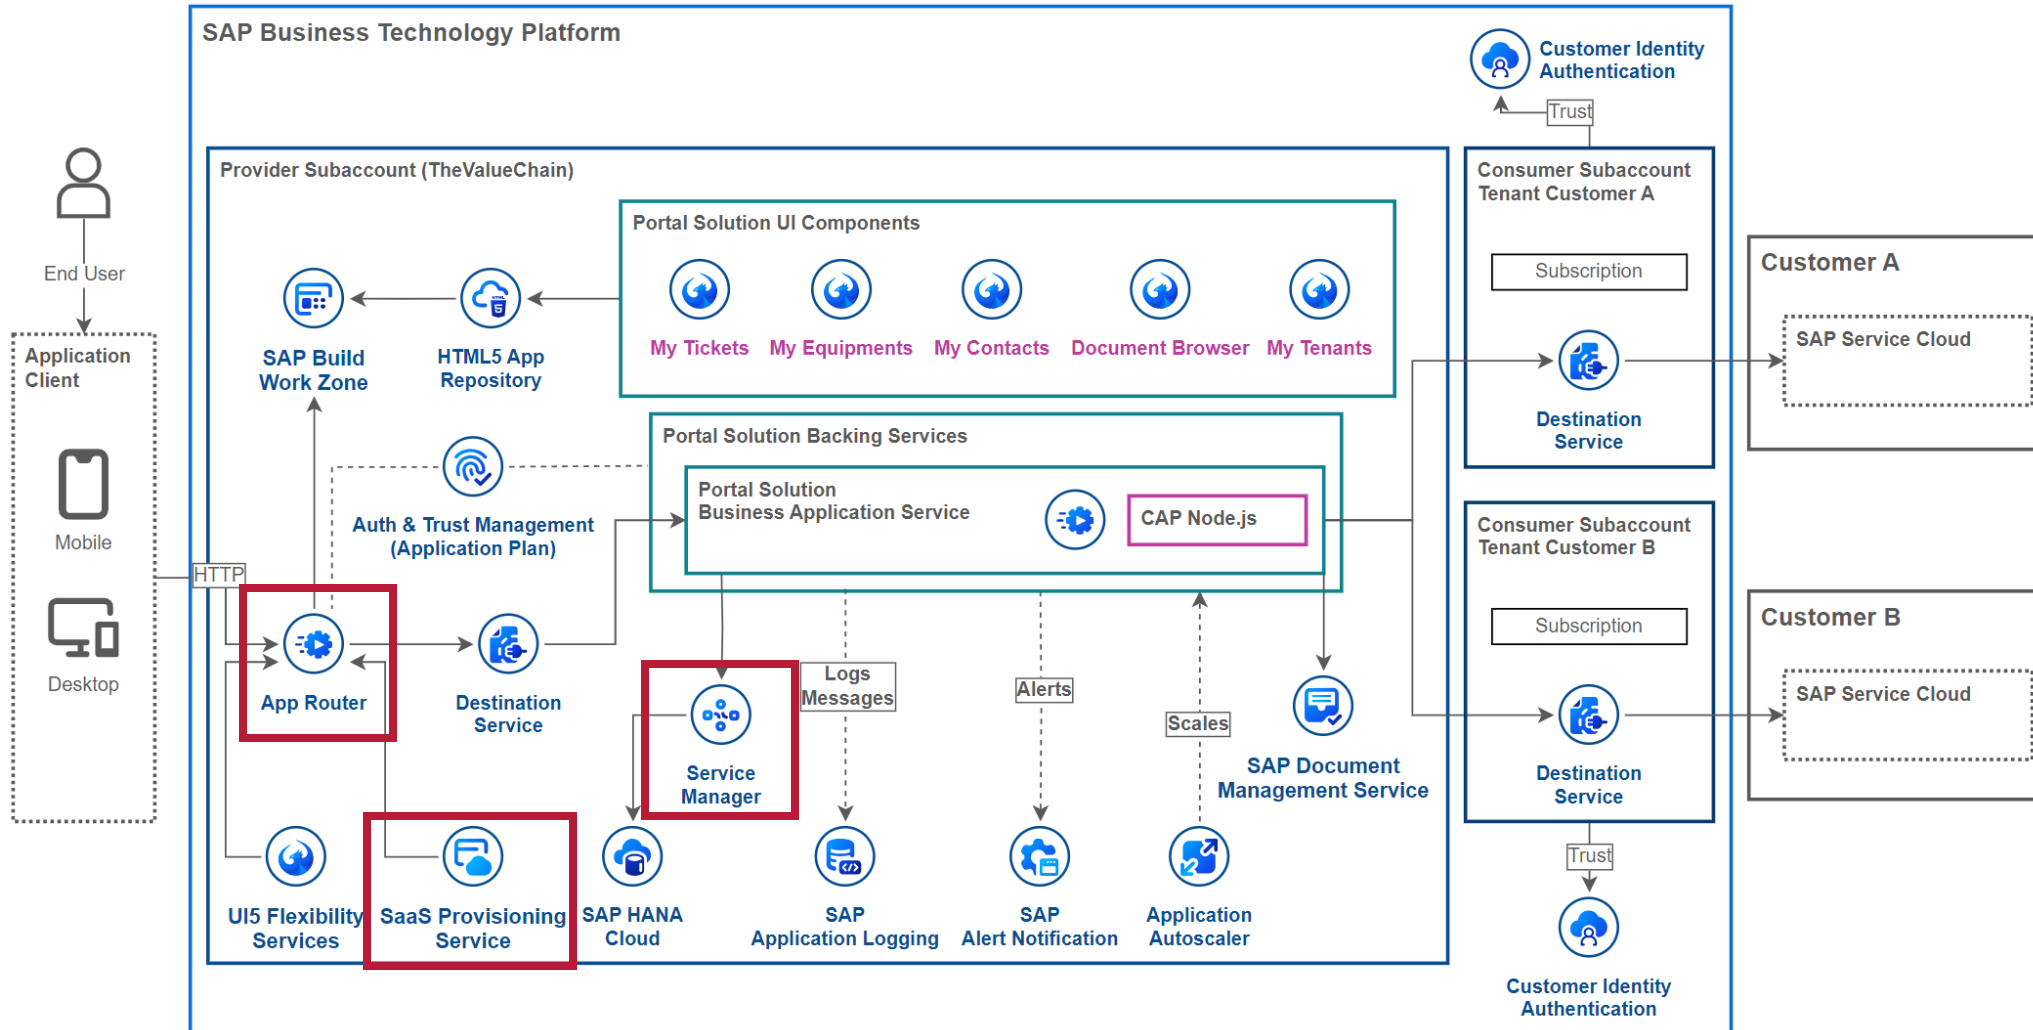 SAP Business Technology Platform
Customer Identity
Authentication
Trust
Provider Subaccount (TheValueChain)
Consumer Subaccount
Tenant Customer A
Portal Solution UI Components
Customer A
End User
Subscription
My Tickets
My Equipments
My Contacts
Document Browser
My Tenants
SAP Service Cloud
Application
Client
SAP Build
Work Zone
HTML
5
HTML5 App
Repository
Destination
Service
Portal Solution Backing Services
Portal Solution
Business Application Service
CAP Node.js
Auth & Trust Management
(Application Plan)
Consumer Subaccount
Tenant Customer B
Mobile
HTTP
Customer B
Subscription
Desktop
App Router
Destination
Service
Logs
Messages
Alerts
Scales
SAP Service Cloud
Service
Manager
SAP Document
Management Service
Destination
Service
Trust
UI5 Flexibility
Services
SaaS Provisioning
Service
SAP HANA
Cloud
SAP
Application Logging
SAP
Alert Notification
Application
Autoscaler
Customer Identity
Authentication